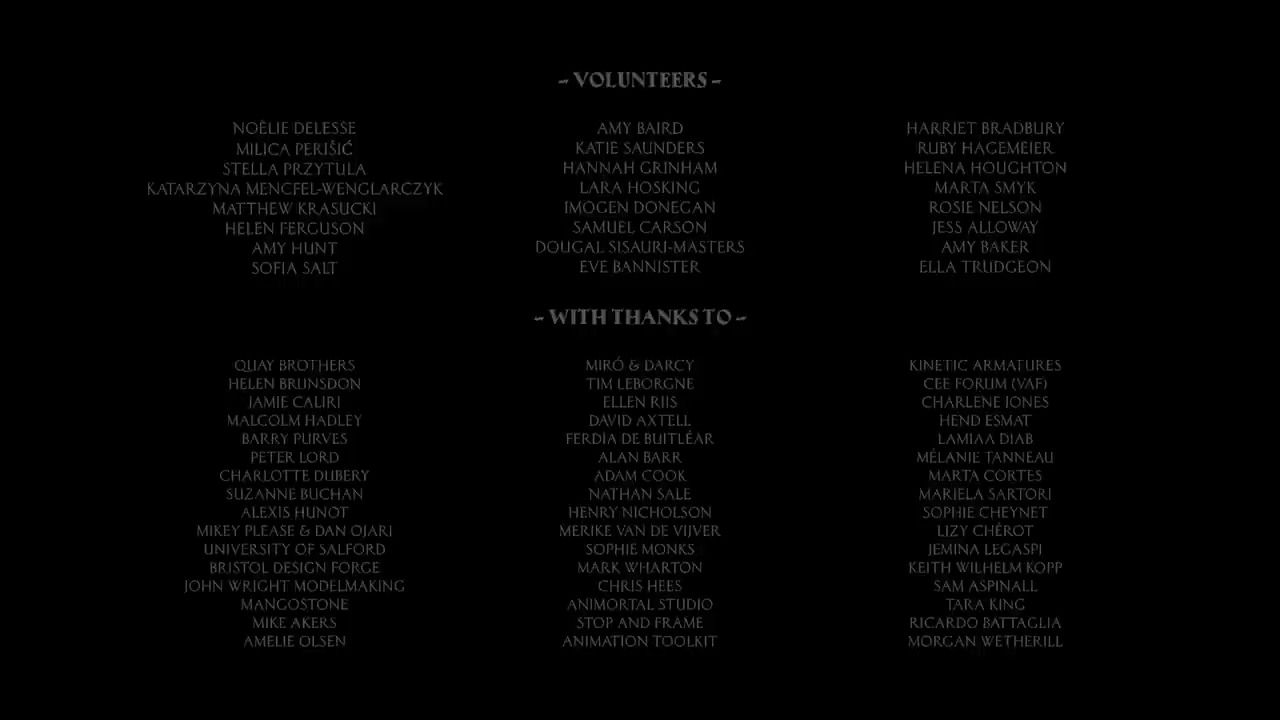 – VOLUNTEERS –
NOËLIE DELESSE
MILICA PERIŠIĆ
STELLA PRZYTULA
KATARZYNA MENCFEL-WENGLARCZYK
MATTHEW KRASUCKI
HELEN FERGUSON
AMY HUNT
SOFIA SALT
AMY BAIRD
KATIE SAUNDERS
HANNAH GRINHAM
LARA HOSKING
IMOGEN DONEGAN
SAMUEL CARSON
DOUGAL SISAURI-MASTERS
EVE BANNISTER
HARRIET BRADBURY
RUBY HAGEMEIER
HELENA HOUGHTON
MARTA SMYK
ROSIE NELSON
JESS ALLOWAY
AMY BAKER
ELLA TRUDGEON
– WITH THANKS TO –
QUAY BROTHERS
HELEN BRUNSDON
JAMIE CALIRI
MALCOLM HADLEY
BARRY PURVES
PETER LORD
CHARLOTTE DUBERY
SUZANNE BUCHAN
ALEXIS HUNOT
MIKEY PLEASE & DAN OJARI
UNIVERSITY OF SALFORD
BRISTOL DESIGN FORGE
JOHN WRIGHT MODELMAKING
MANGOSTONE
MIKE AKERS
AMELIE OLSEN
MIRÓ & DARCY
TIM LEBORGNE
ELLEN RIIS
DAVID AXTELL
FERDIA DE BUITLÉAR
ALAN BARR
ADAM COOK
NATHAN SALE
HENRY NICHOLSON
MERIKE VAN DE VIJVER
SOPHIE MONKS
MARK WHARTON
CHRIS HEES
ANIMORTAL STUDIO
STOP AND FRAME
ANIMATION TOOLKIT
KINETIC ARMATURES
CEE FORUM (VAF)
CHARLENE JONES
HEND ESMAT
LAMIAA DIAB
MÉLANIE TANNEAU
MARTA CORTES
MARIELA SARTORI
SOPHIE CHEYNET
LIZY CHÉROT
JEMINA LEGASPI
KEITH WILHELM KOPP
SAM ASPINALL
TARA KING
RICARDO BATTAGLIA
MORGAN WETHERILL